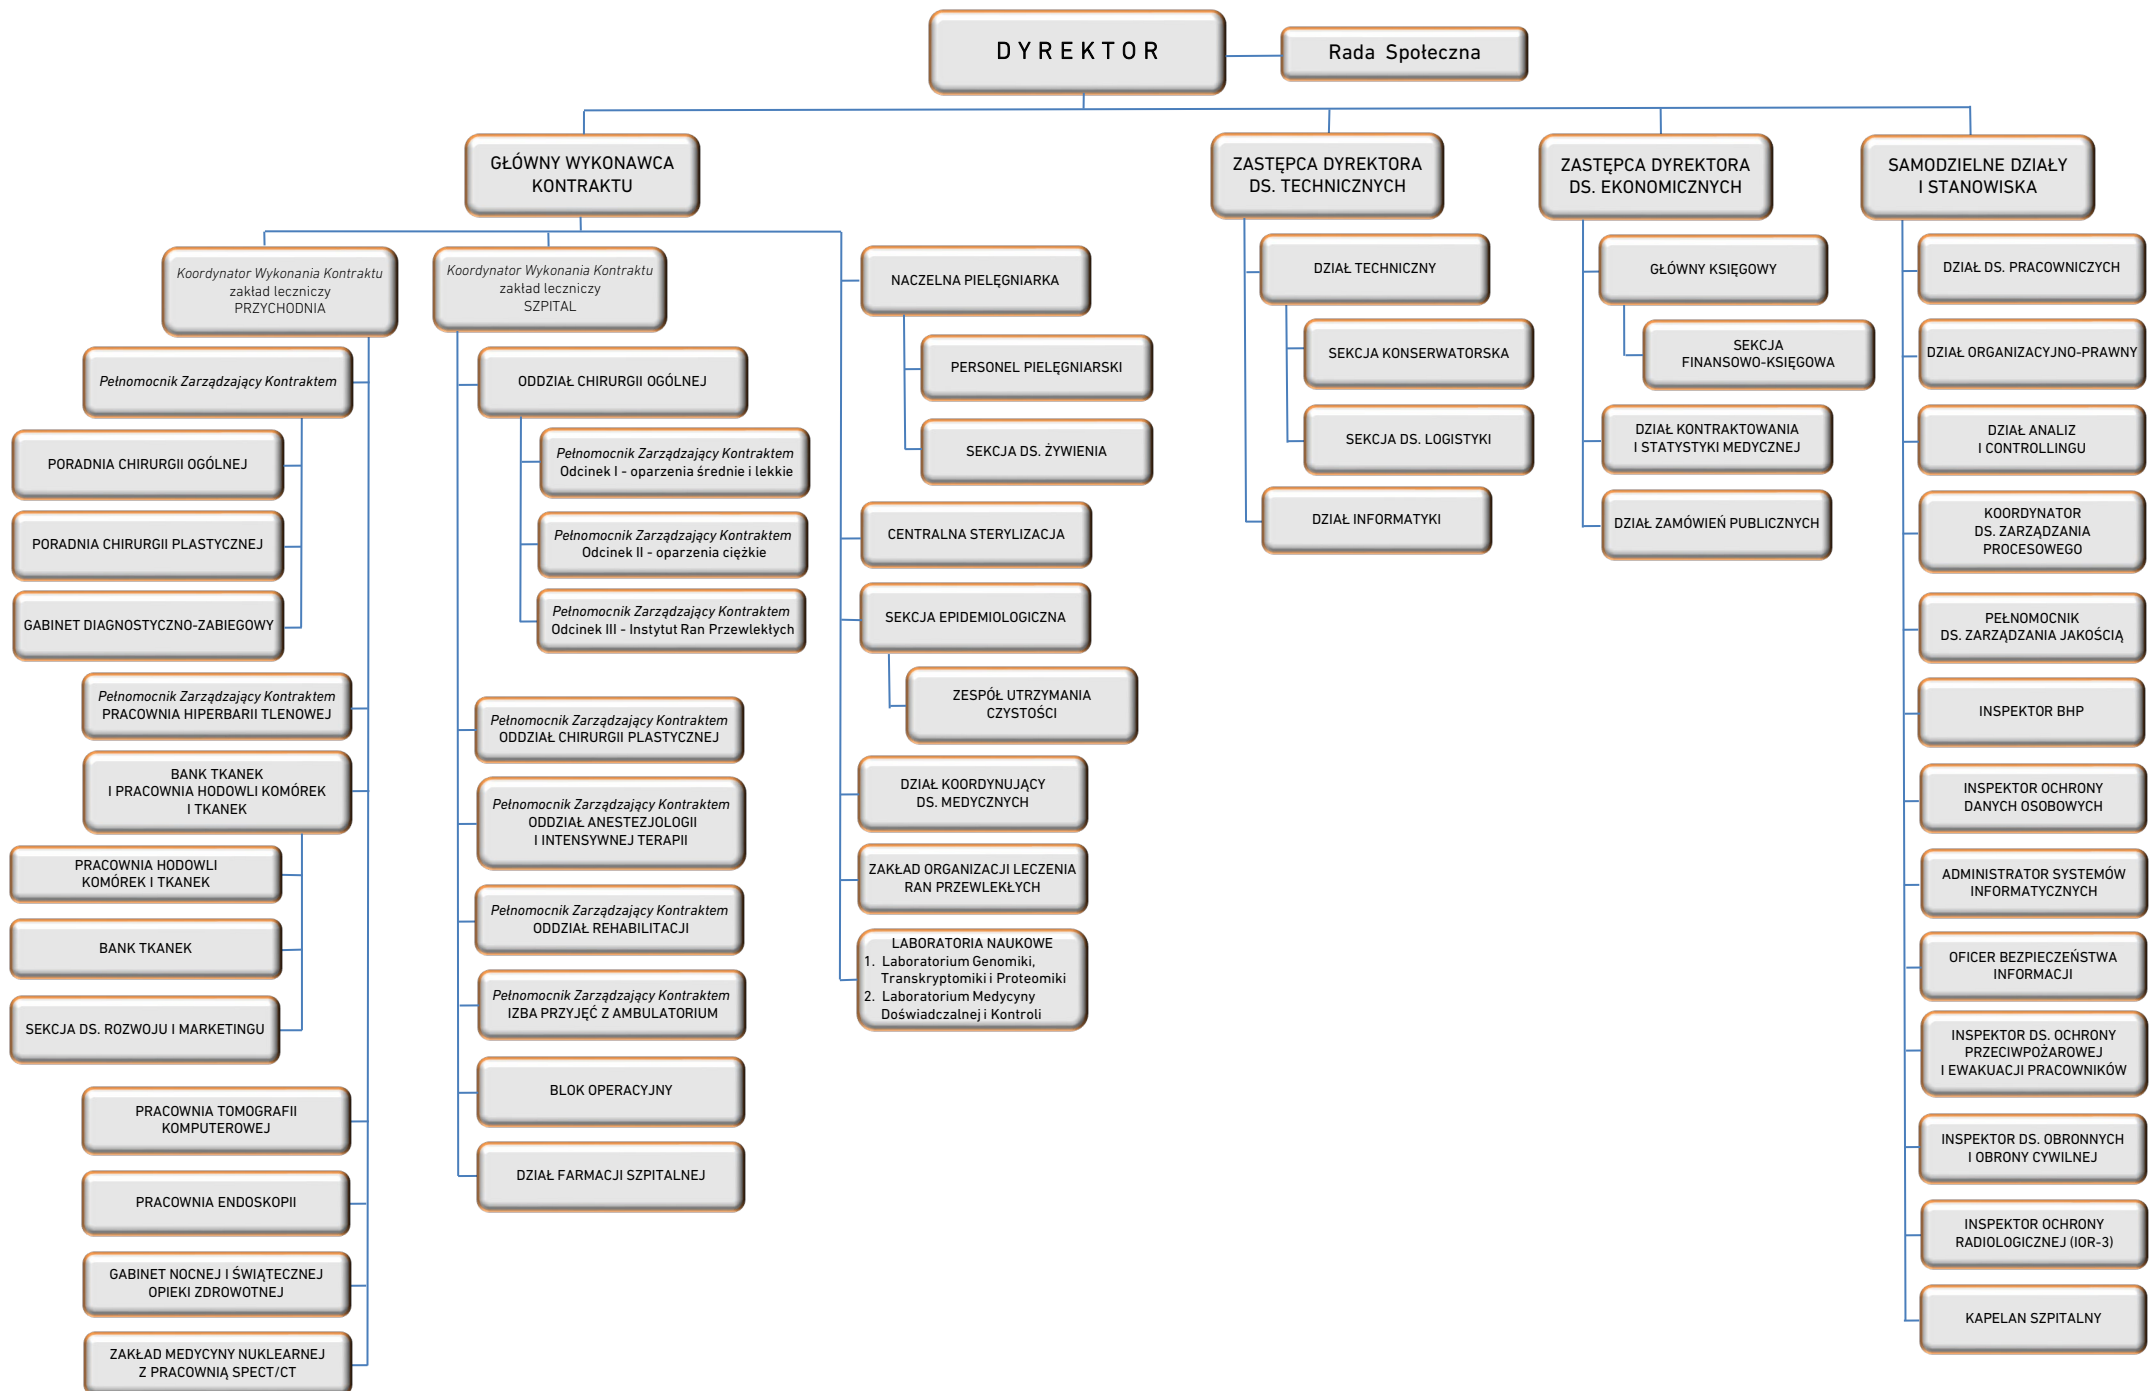 DYREKTOR
Rada Społeczna
GŁÓWNY WYKONAWCA
KONTRAKTU
ZASTĘPCA DYREKTORA
DS. TECHNICZNYCH
ZASTĘPCA DYREKTORA
DS. EKONOMICZNYCH
SAMODZIELNE DZIAŁY
I STANOWISKA
Koordynator Wykonania Kontraktu
zakład leczniczy
PRZYCHODNIA
Pełnomocnik Zarządzający Kontraktem
PORADNIA CHIRURGII OGÓLNEJ
PORADNIA CHIRURGII PLASTYCZNEJ
GABINET DIAGNOSTYCZNO-ZABIEGOWY
Pełnomocnik Zarządzający Kontraktem
PRACOWNIA HIPERBARII TLENOWEJ
BANK TKANEK
I PRACOWNIA HODOWLI KOMÓREK
I TKANEK
PRACOWNIA HODOWLI
KOMÓREK I TKANEK
BANK TKANEK
SEKCJA DS. ROZWOJU I MARKETINGU
PRACOWNIA TOMOGRAFII
KOMPUTEROWEJ
PRACOWNIA ENDOSKOPII
GABINET NOCNEJ I ŚWIĄTECZNEJ
OPIEKI ZDROWOTNEJ
ZAKŁAD MEDYCYNY NUKLEARNEJ
Z PRACOWNIĄ SPECT/CT
Koordynator Wykonania Kontraktu
zakład leczniczy
SZPITAL
ODDZIAŁ CHIRURGII OGÓLNEJ
Pełnomocnik Zarządzający Kontraktem
Odcinek I - oparzenia średnie i lekkie
Pełnomocnik Zarządzający Kontraktem
Odcinek II - oparzenia ciężkie
Pełnomocnik Zarządzający Kontraktem
Odcinek III - Instytut Ran Przewlekłych
Pełnomocnik Zarządzający Kontraktem
ODDZIAŁ CHIRURGII PLASTYCZNEJ
Pełnomocnik Zarządzający Kontraktem
ODDZIAŁ ANESTEZJOLOGII
I INTENSYWNEJ TERAPII
Pełnomocnik Zarządzający Kontraktem
ODDZIAŁ REHABILITACJI
Pełnomocnik Zarządzający Kontraktem
IZBA PRZYJĘĆ Z AMBULATORIUM
BLOK OPERACYJNY
DZIAŁ FARMACJI SZPITALNEJ
NACZELNA PIELĘGNIARKA
PERSONEL PIELĘGNIARSKI
SEKCJA DS. ŻYWIENIA
CENTRALNA STERYLIZACJA
SEKCJA EPIDEMIOLOGICZNA
ZESPÓŁ UTRZYMANIA
CZYSTOŚCI
DZIAŁ KOORDYNUJĄCY
DS. MEDYCZNYCH
ZAKŁAD ORGANIZACJI LECZENIA
RAN PRZEWLEKŁYCH
LABORATORIA NAUKOWE
1. Laboratorium Genomiki,
Transkryptomiki i Proteomiki
2. Laboratorium Medycyny
Doświadczalnej i Kontroli
DZIAŁ TECHNICZNY
SEKCJA KONSERWATORSKA
SEKCJA DS. LOGISTYKI
DZIAŁ INFORMATYKI
GŁÓWNY KSIĘGOWY
SEKCJA
FINANSOWO-KSIĘGOWA
DZIAŁ KONTRAKTOWANIA
I STATYSTYKI MEDYCZNEJ
DZIAŁ ZAMÓWIEŃ PUBLICZNYCH
DZIAŁ DS. PRACOWNICZYCH
DZIAŁ ORGANIZACYJNO-PRAWNY
DZIAŁ ANALIZ
I CONTROLLINGU
KOORDYNATOR
DS. ZARZĄDZANIA
PROCESOWEGO
PEŁNOMOCNIK
DS. ZARZĄDZANIA JAKOŚCIĄ
INSPEKTOR BHP
INSPEKTOR OCHRONY
DANYCH OSOBOWYCH
ADMINISTRATOR SYSTEMÓW
INFORMATYCZNYCH
OFICER BEZPIECZEŃSTWA
INFORMACJI
INSPEKTOR DS. OCHRONY
PRZECIWPOŻAROWEJ
I EWAKUACJI PRACOWNIKÓW
INSPEKTOR DS. OBRONNYCH
I OBRONY CYWILNEJ
INSPEKTOR OCHRONY
RADIOLOGICZNEJ (IOR-3)
KAPELAN SZPITALNY